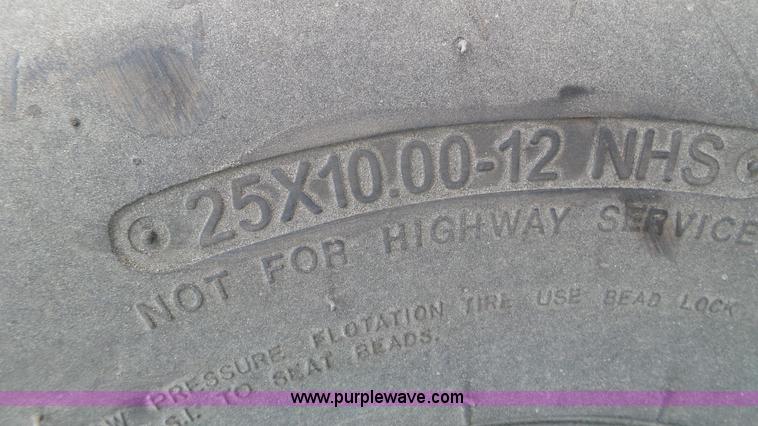 25X10.00-12 NHS
NOT FOR HIGHWAY SERVICE
PRESSURE FLOTATION TIRE USE BEAD LOCK
S.I. TO SEAT BEADS.
www.purplewave.com